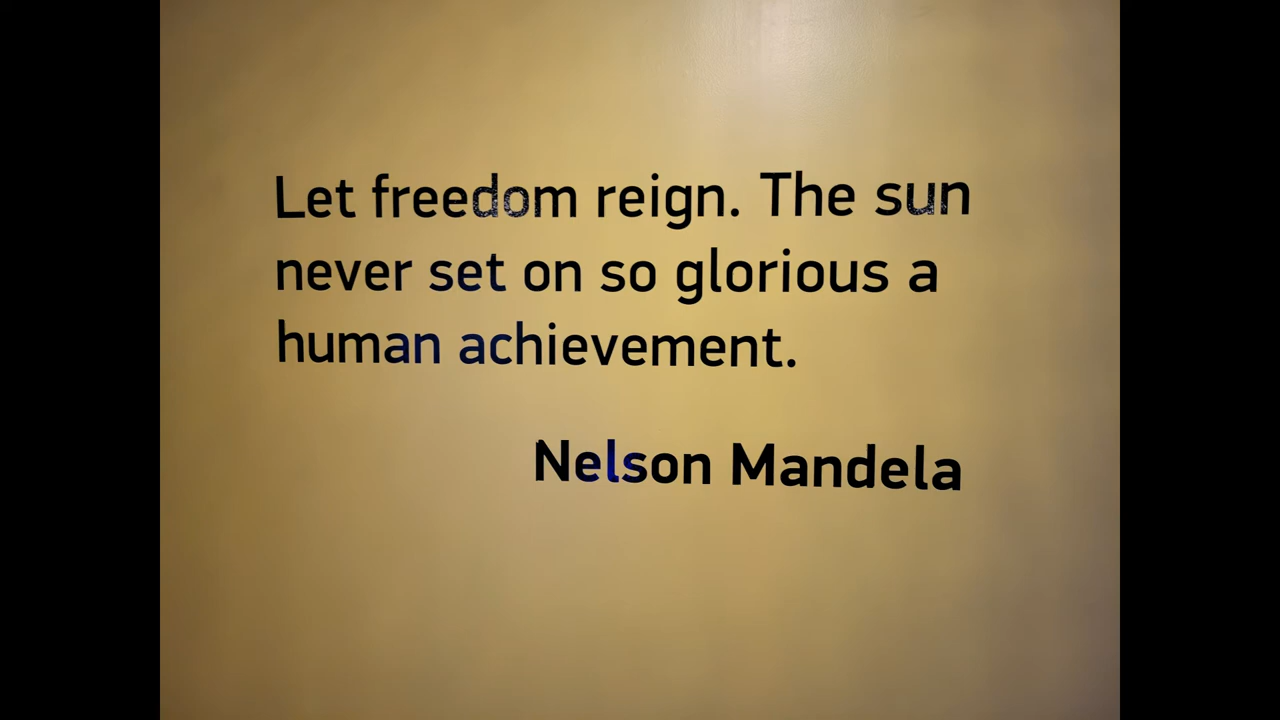 Let freedom reign. The sun
never set on so glorious a
human achievement.
Nelson Mandela